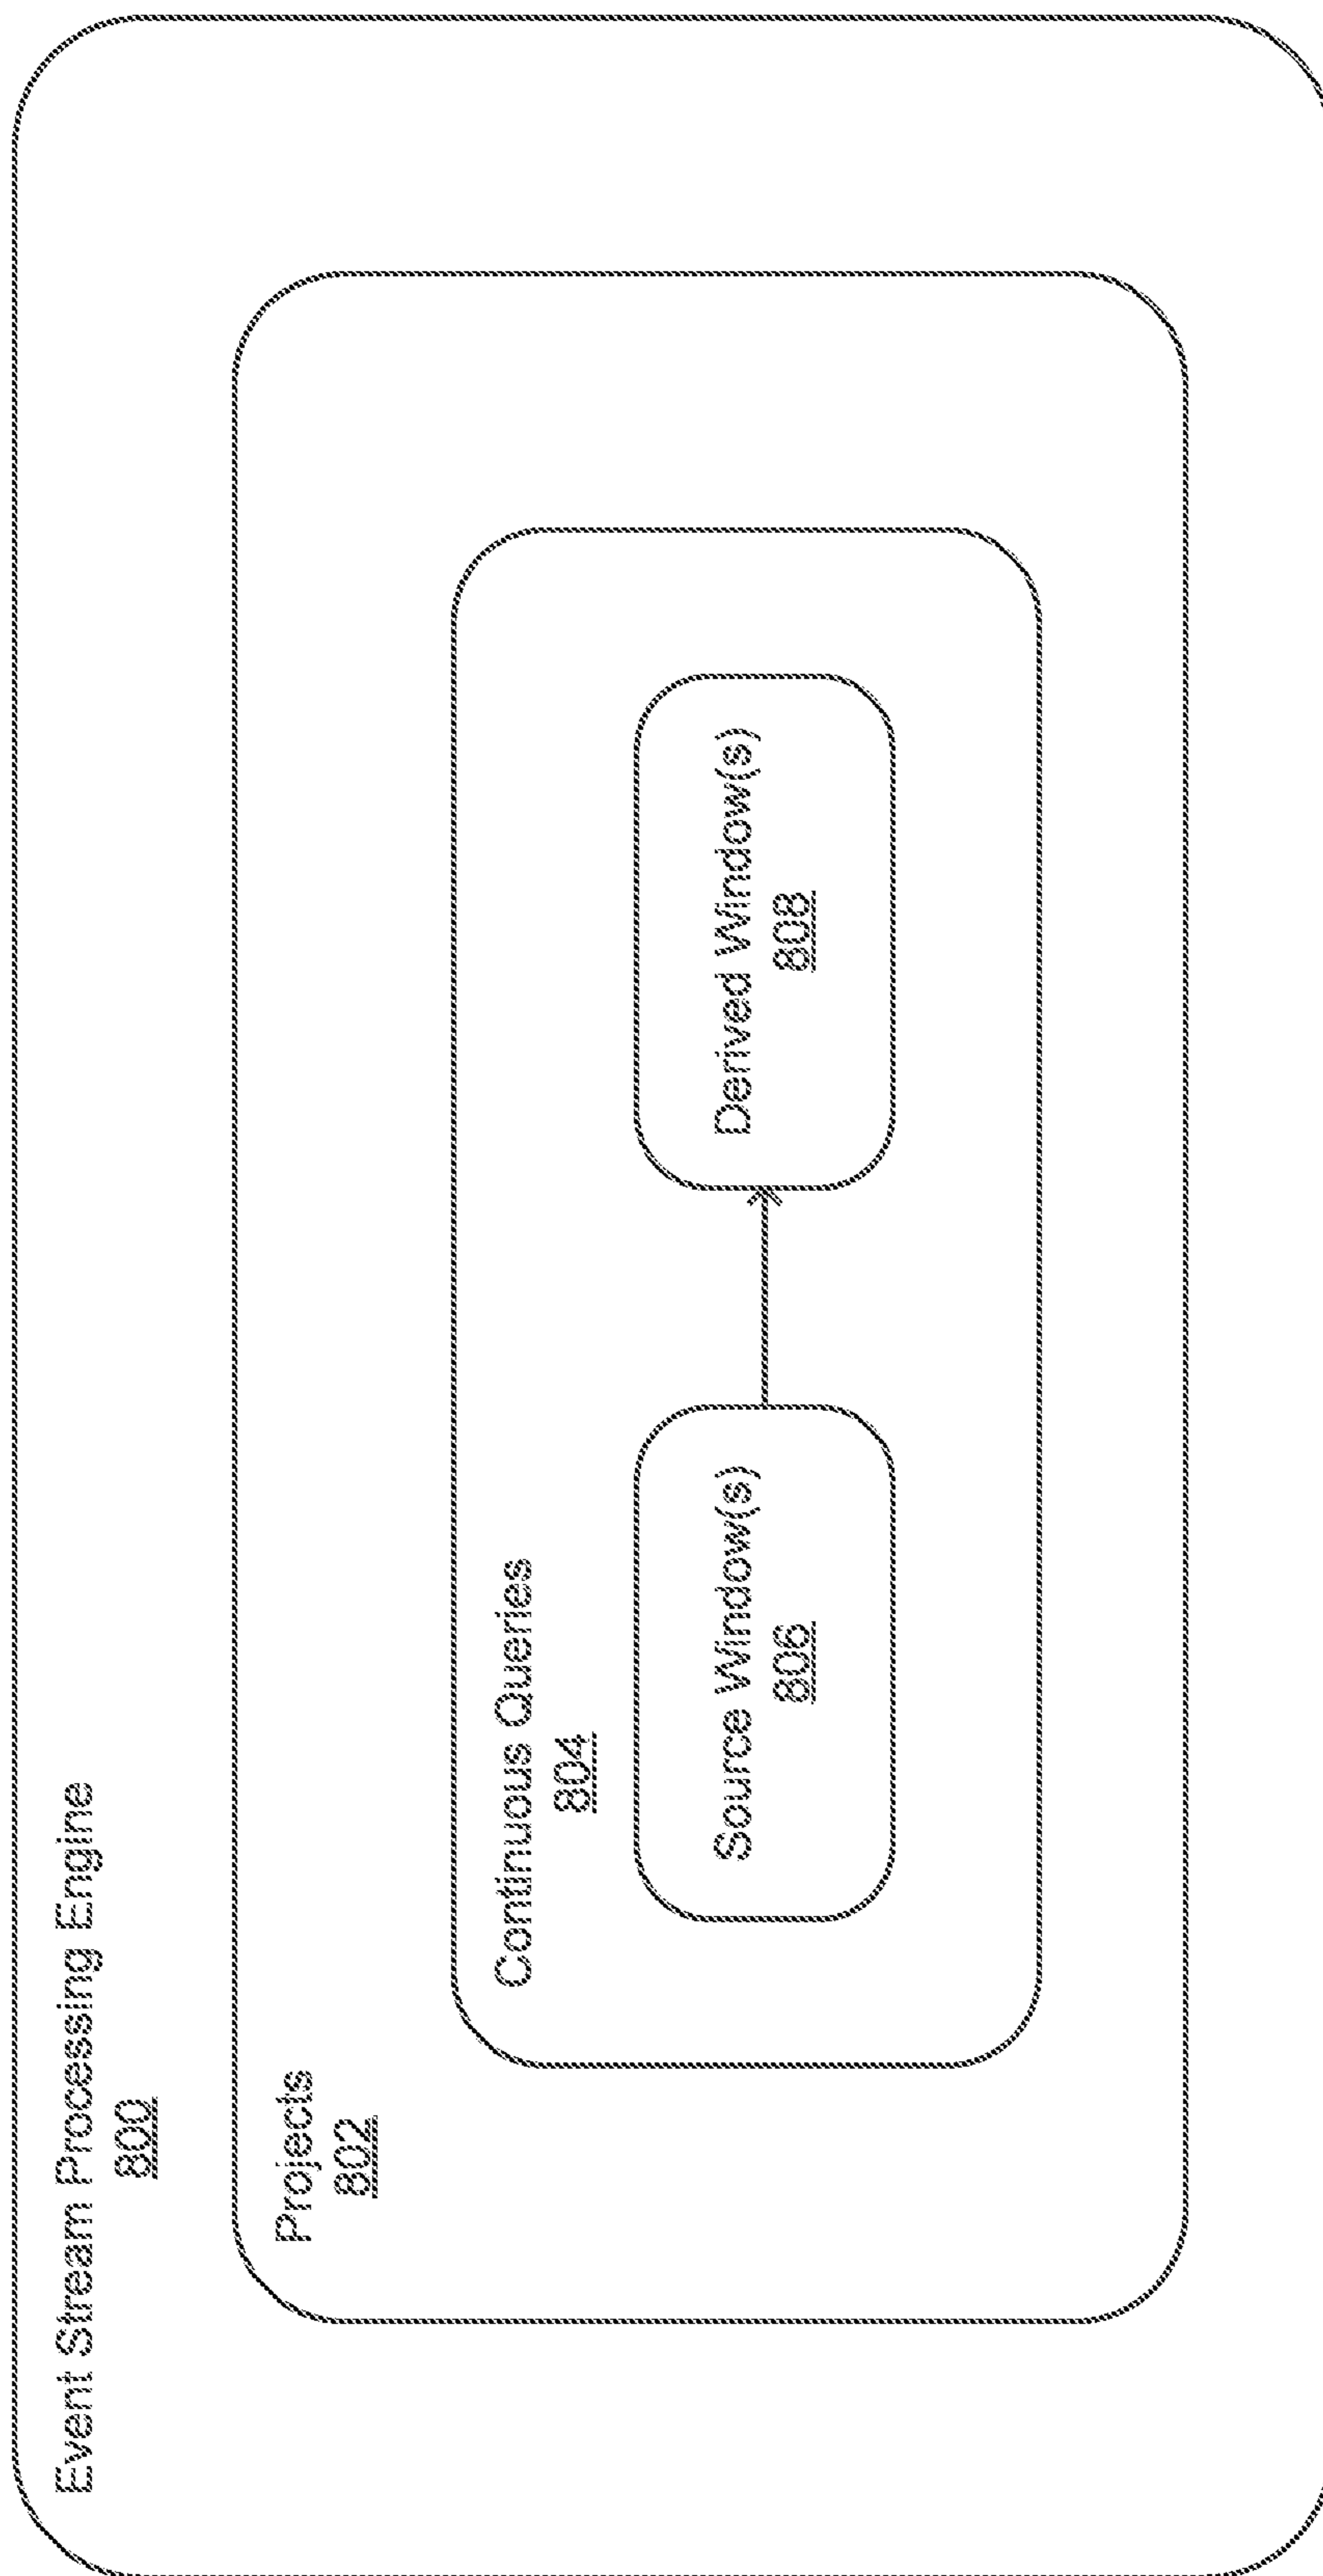 Event Stream Processing Engine
800
Projects
802
Continuous Queries
804
Source Window(s)
806
Derived Window(s)
808